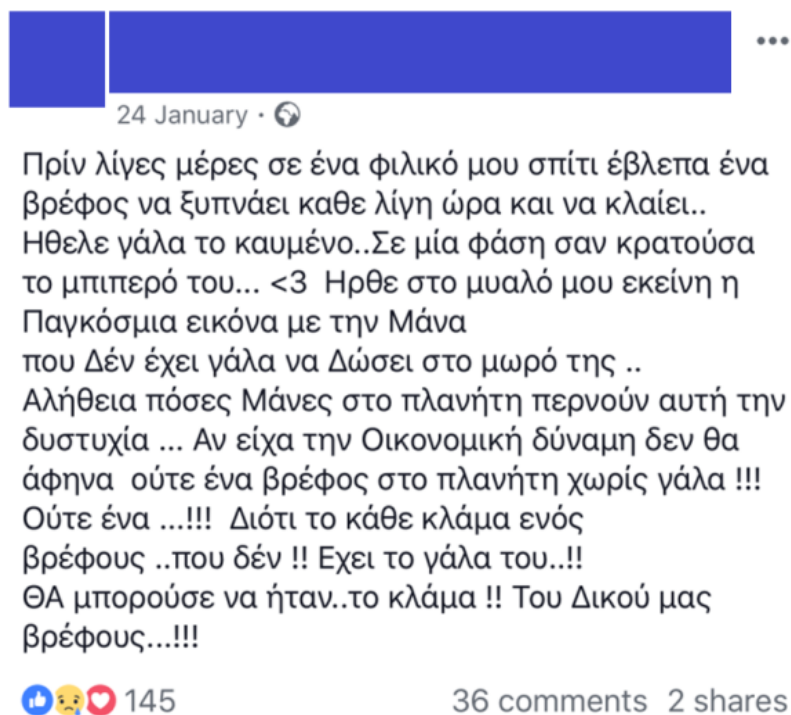 24 January ·
Πρίν λίγες μέρες σε ένα φιλικό μου σπίτι έβλεπα ένα
βρέφος να ξυπνάει καθε λίγη ώρα και να κλαίει..
Ηθελε γάλα το καυμένο..Σε μία φάση σαν κρατούσα
το μπιπερό του... <3 Ηρθε στο μυαλό μου εκείνη η
Παγκόσμια εικόνα με την Μάνα
που Δέν έχει γάλα να Δώσει στο μωρό της ..
Αλήθεια πόσες Μάνες στο πλανήτη περνούν αυτή την
δυστυχία ... Αν είχα την Οικονομική δύναμη δεν θα
άφηνα ούτε ένα βρέφος στο πλανήτη χωρίς γάλα !!!
Ούτε ένα ...!!! Διότι το κάθε κλάμα ενός
βρέφους ..που δέν !! Εχει το γάλα του..!!
ΘΑ μπορούσε να ήταν..το κλάμα !! Του Δικού μας
βρέφους...!!!
145 36 comments 2 shares